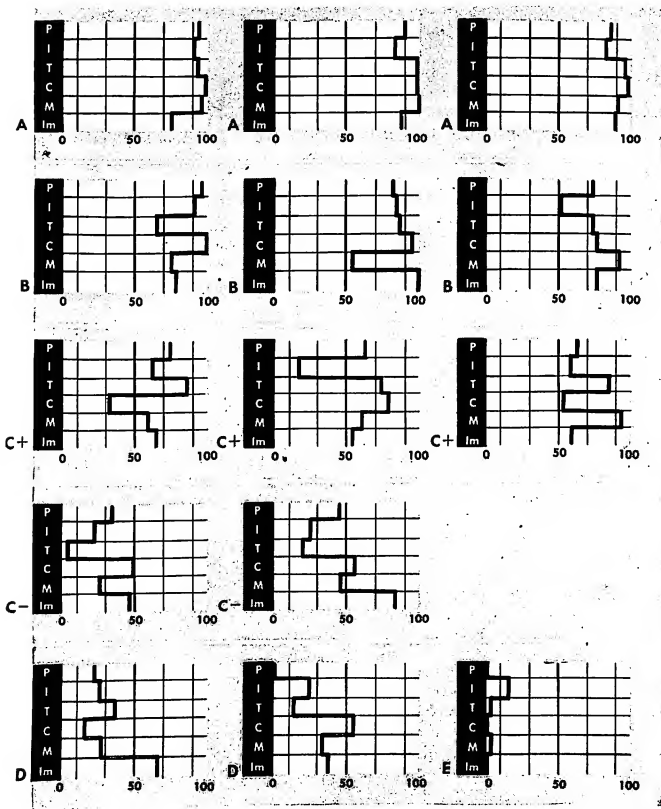 P P P
I I I
T T T
C C C
M M M
A Im A Im A Im
0 50 100 0 50 100 0 50 100
P P P
I I I
T T T
C C C
M M M
B Im B Im B Im
0 50 100 0 50 100 0 50 100
P P P
I I I
T T T
C C C
M M M
C+ Im C+ Im C+ Im
0 50 100 0 50 100 0 50 100
P P
I I
T T
C C
M M
C− Im C− Im
0 50 100 0 50 100
P P P
I I I
T T T
C C C
M M M
D Im D Im E Im
0 50 100 0 50 100 0 50 100